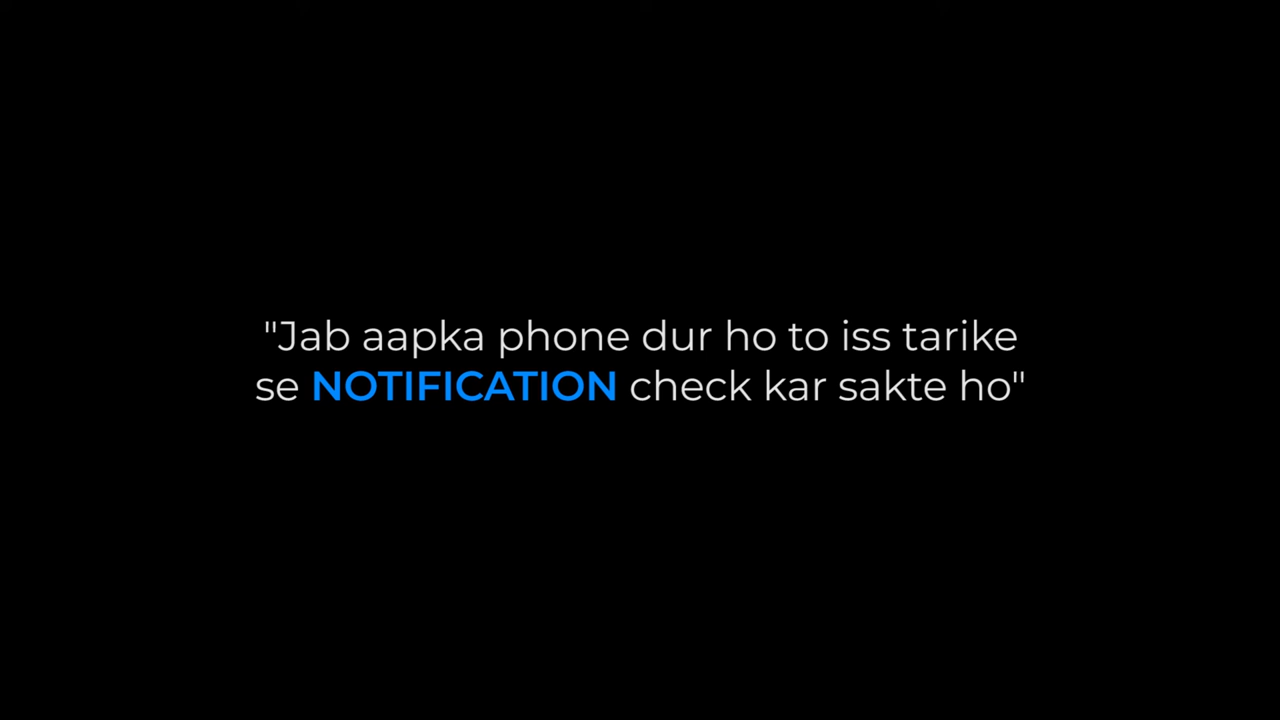 "Jab aapka phone dur ho to iss tarike
se NOTIFICATION check kar sakte ho"